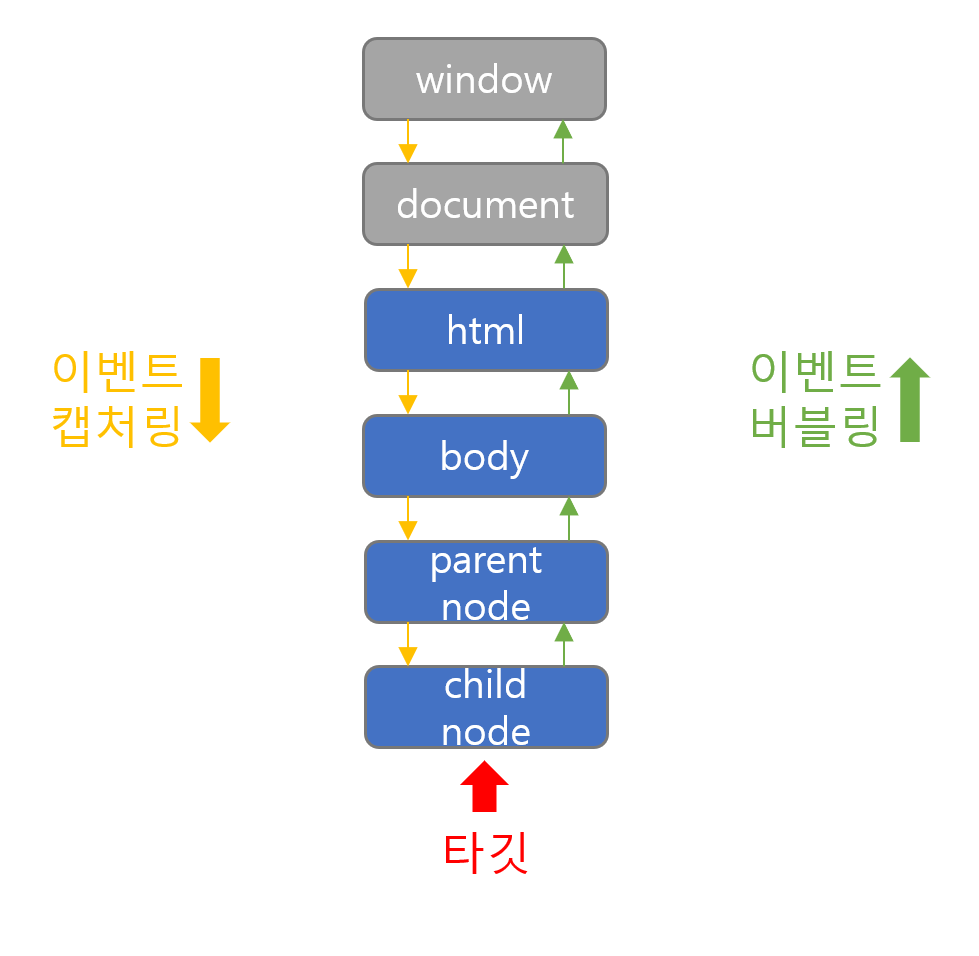 window
document
html
이벤트
캡처링
이벤트
버블링
body
parent
node
child
node
타깃